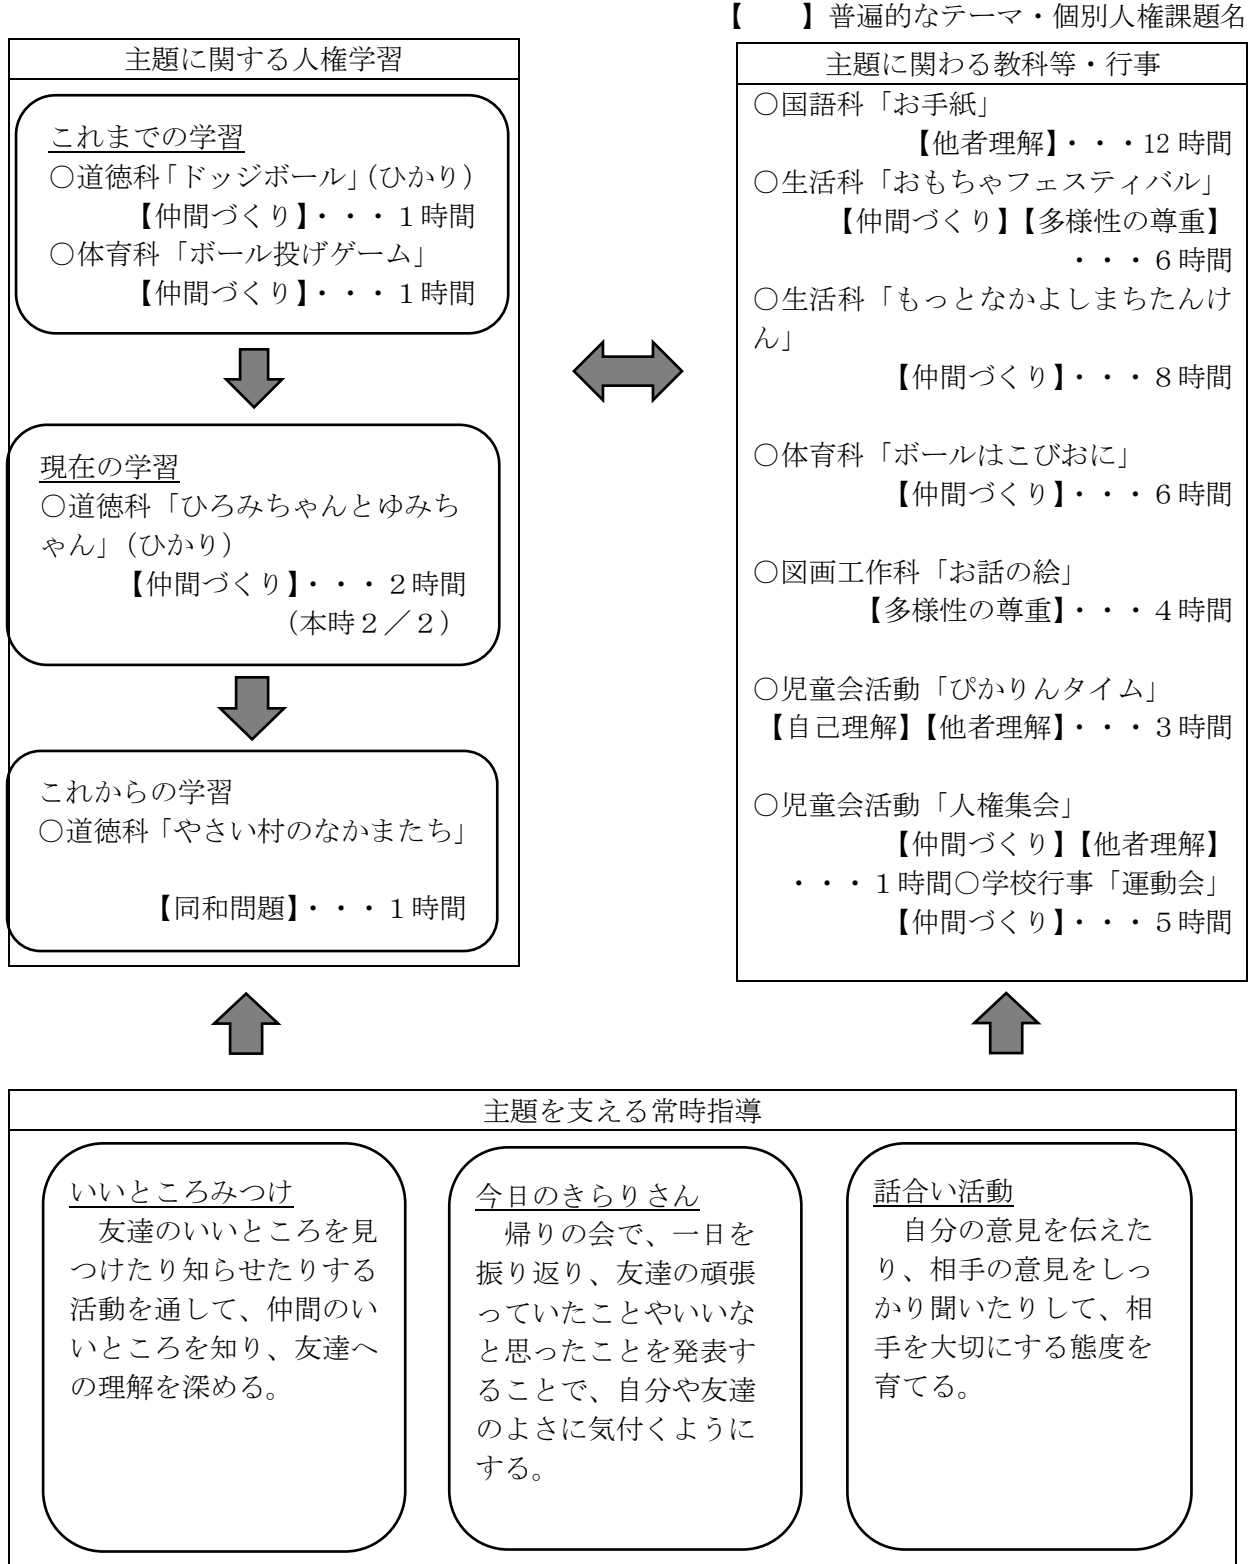 【　　】普遍的なテーマ・個別人権課題名
主題に関する人権学習
これまでの学習
○道徳科「ドッジボール」(ひかり)
【仲間づくり】・・・１時間
○体育科「ボール投げゲーム」
【仲間づくり】・・・１時間
現在の学習
○道徳科「ひろみちゃんとゆみち
ゃん」(ひかり)
【仲間づくり】・・・２時間
(本時２／２)
これからの学習
○道徳科「やさい村のなかまたち」
【同和問題】・・・１時間
主題に関わる教科等・行事
○国語科「お手紙」
【他者理解】・・・12 時間
○生活科「おもちゃフェスティバル」
【仲間づくり】【多様性の尊重】
・・・６時間
○生活科「もっとなかよしまちたんけ
ん」
【仲間づくり】・・・８時間
○体育科「ボールはこびおに」
【仲間づくり】・・・６時間
○図画工作科「お話の絵」
【多様性の尊重】・・・４時間
○児童会活動「ぴかりんタイム」
【自己理解】【他者理解】・・・３時間
○児童会活動「人権集会」
【仲間づくり】【他者理解】
・・・１時間○学校行事「運動会」
【仲間づくり】・・・５時間
主題を支える常時指導
いいところみつけ
　友達のいいところを見
つけたり知らせたりする
活動を通して、仲間のい
いところを知り、友達へ
の理解を深める。
今日のきらりさん
　帰りの会で、一日を
振り返り、友達の頑張
っていたことやいいな
と思ったことを発表す
ることで、自分や友達
のよさに気付くように
する。
話合い活動
　自分の意見を伝えた
り、相手の意見をしっ
かり聞いたりして、相
手を大切にする態度を
育てる。